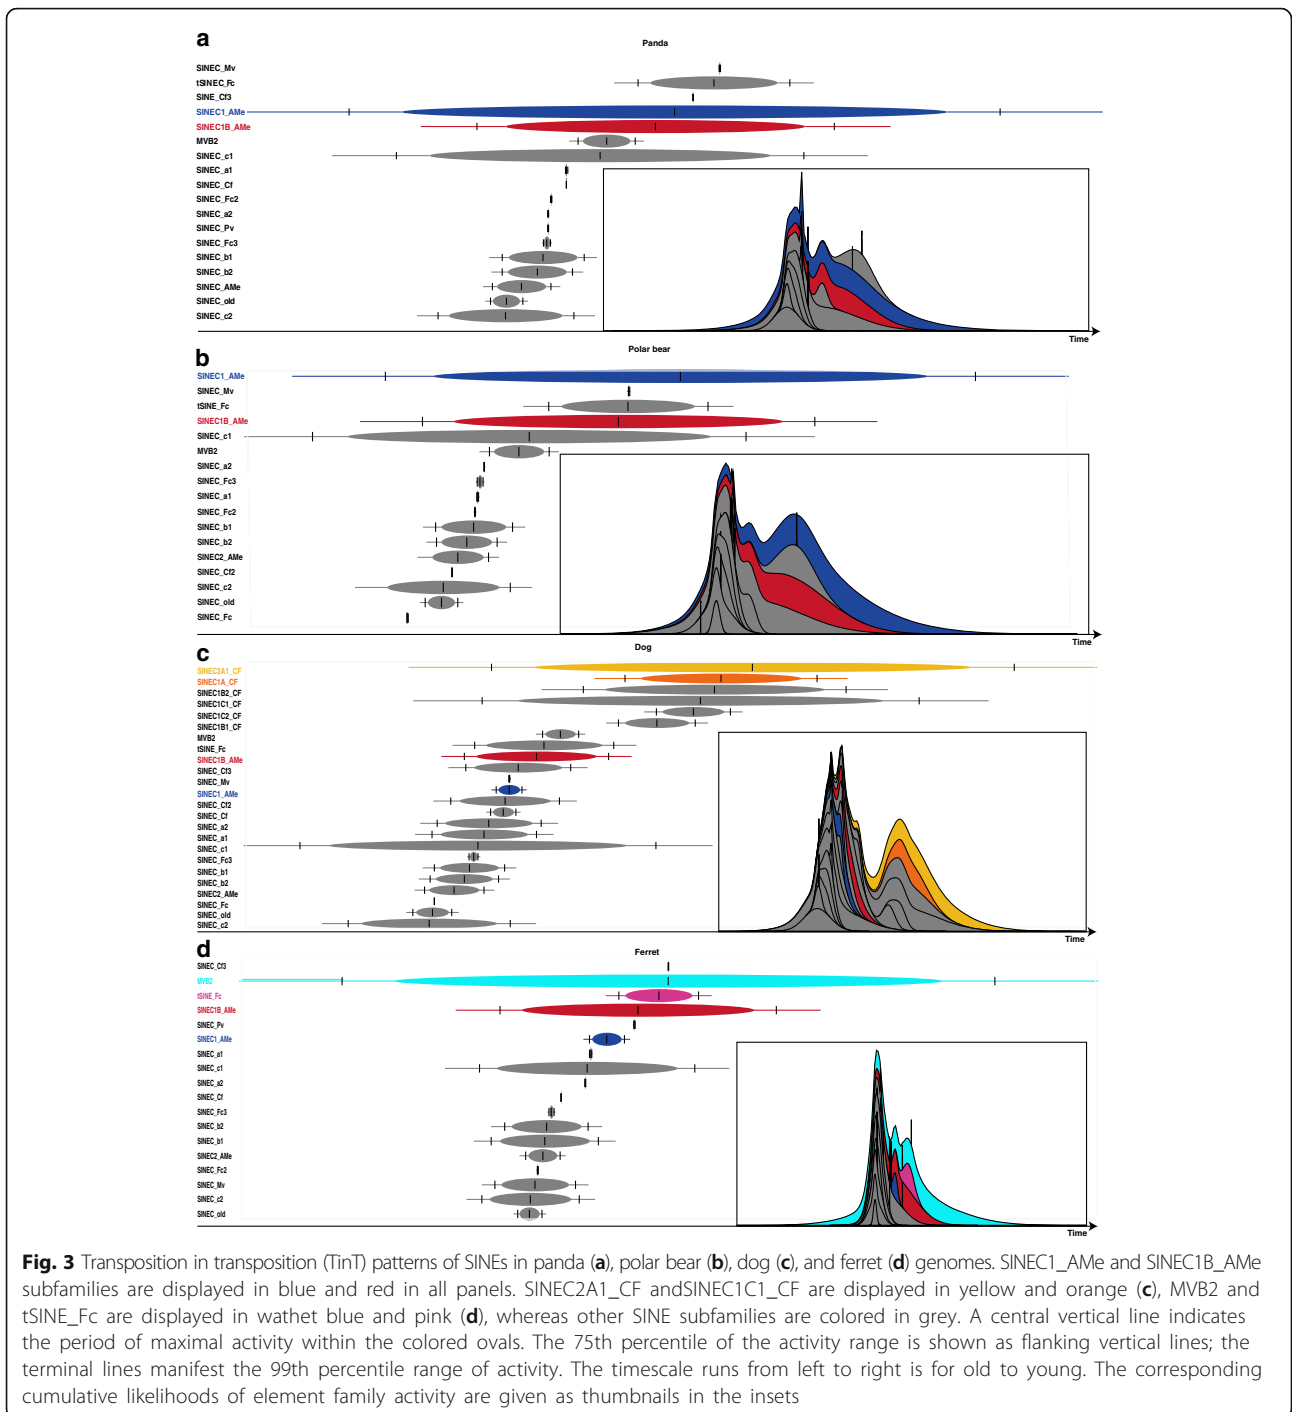 a
Panda
SINEC_Mv
tSINEC_Fc
SINE_Cf3
SINEC1_AMe
SINEC1B_AMe
MVB2
SINEC_c1
SINEC_a1
SINEC_Cf
SINEC_Fc2
SINEC_a2
SINEC_Pv
SINEC_Fc3
SINEC_b1
SINEC_b2
SINEC_AMe
SINEC_old
SINEC_c2
Time
b
Polar bear
SINEC1_AMe
SINEC_Mv
tSINE_Fc
SINEC1B_AMe
SINEC_c1
MVB2
SINEC_a2
SINEC_Fc3
SINEC_a1
SINEC_Fc2
SINEC_b1
SINEC_b2
SINEC2_AMe
SINEC_Cf2
SINEC_c2
SINEC_old
SINEC_Fc
Time
c
Dog
SINEC2A1_CF
SINEC1A_CF
SINEC1B2_CF
SINEC1C1_CF
SINEC1C2_CF
SINEC1B1_CF
MVB2
tSINE_Fc
SINEC1B_AMe
SINEC_Cf3
SINEC_Mv
SINEC1_AMe
SINEC_Cf2
SINEC_Cf
SINEC_a2
SINEC_a1
SINEC_c1
SINEC_Fc3
SINEC_b1
SINEC_b2
SINEC2_AMe
SINEC_Fc
SINEC_old
SINEC_c2
Time
d
Ferret
SINEC_Cf3
MVB2
tSINE_Fc
SINEC1B_AMe
SINEC_Pv
SINEC1_AMe
SINEC_a1
SINEC_c1
SINEC_a2
SINEC_Cf
SINEC_Fc3
SINEC_b2
SINEC_b1
SINEC2_AMe
SINEC_Fc2
SINEC_Mv
SINEC_c2
SINEC_old
Time
Fig. 3 Transposition in transposition (TinT) patterns of SINEs in panda (a), polar bear (b), dog (c), and ferret (d) genomes. SINEC1_AMe and SINEC1B_AMe
subfamilies are displayed in blue and red in all panels. SINEC2A1_CF andSINEC1C1_CF are displayed in yellow and orange (c), MVB2 and
tSINE_Fc are displayed in wathet blue and pink (d), whereas other SINE subfamilies are colored in grey. A central vertical line indicates
the period of maximal activity within the colored ovals. The 75th percentile of the activity range is shown as flanking vertical lines; the
terminal lines manifest the 99th percentile range of activity. The timescale runs from left to right is for old to young. The corresponding
cumulative likelihoods of element family activity are given as thumbnails in the insets